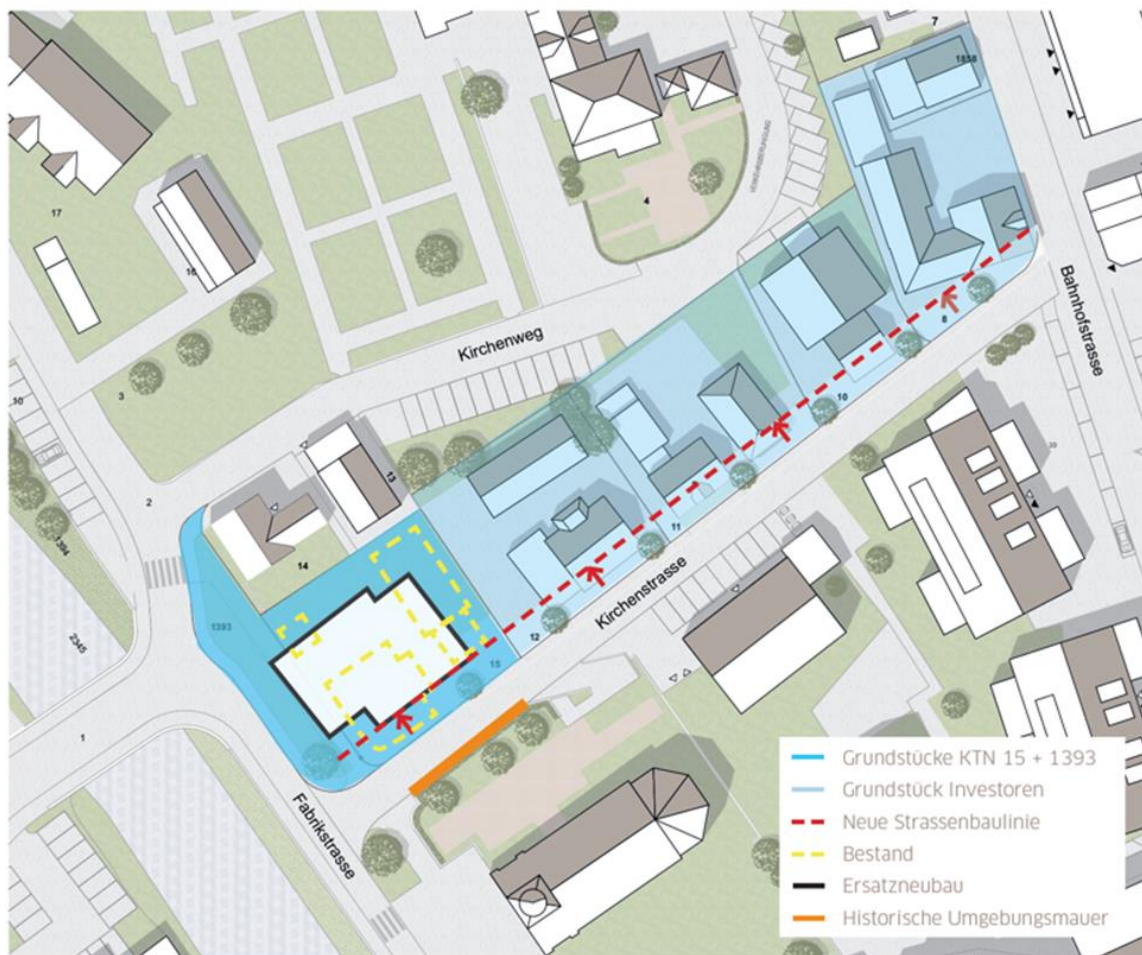 7
1858
17
4
16
Bahnhofstrasse
8
Kirchenweg
3
10
10
13
2
11
1394
14
Kirchenstrasse
1393
12
2345
15
1
Fabrikstrasse
Grundstücke KTN 15 + 1393
Grundstück Investoren
Neue Strassenbaulinie
Bestand
Ersatzneubau
Historische Umgebungsmauer